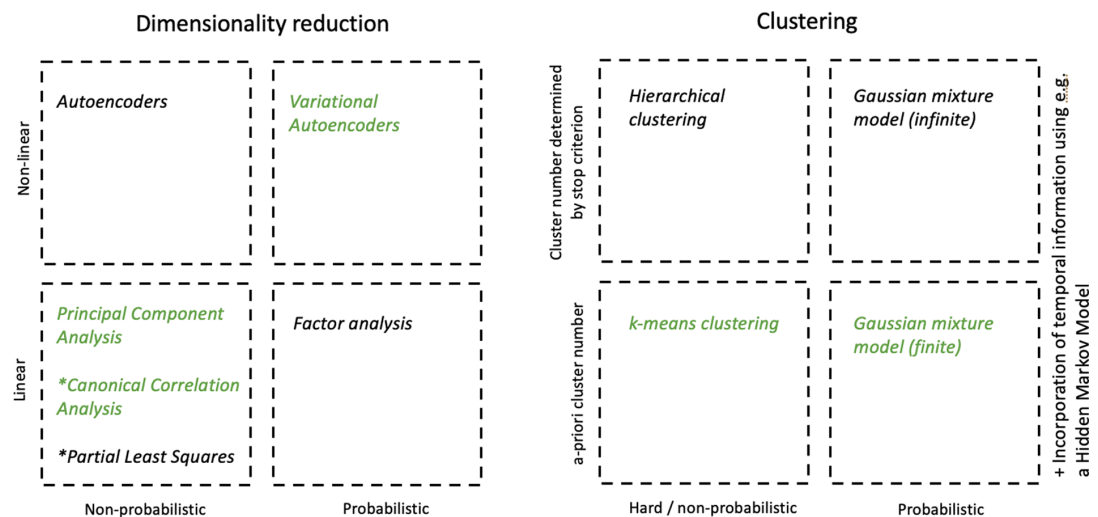 Dimensionality reduction
Non-linear
Autoencoders
Variational
Autoencoders
Linear
Principal Component
Analysis
*Canonical Correlation
Analysis
*Partial Least Squares
Factor analysis
Non-probabilistic
Probabilistic
Clustering
Cluster number determined
by stop criterion
Hierarchical
clustering
Gaussian mixture
model (infinite)
a-priori cluster number
k-means clustering
Gaussian mixture
model (finite)
Hard / non-probabilistic
Probabilistic
+ Incorporation of temporal information using e.g.
a Hidden Markov Model